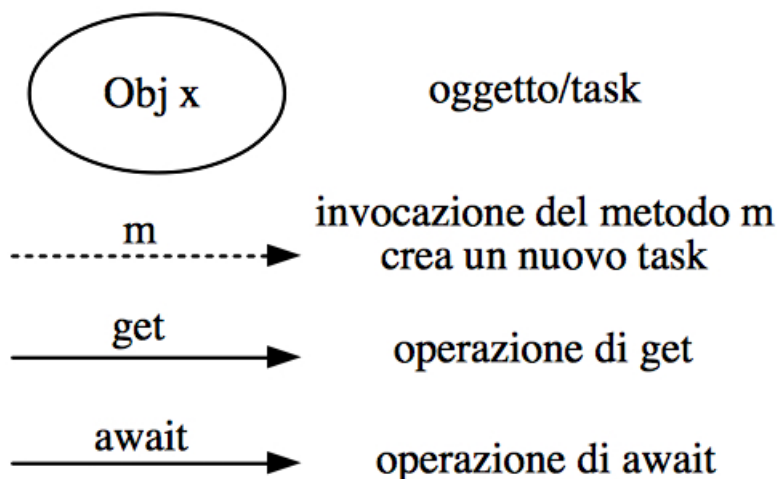 Obj x
oggetto/task
m
invocazione del metodo m
crea un nuovo task
get
operazione di get
await
operazione di await